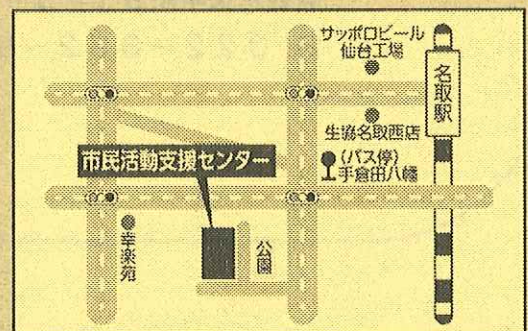 サッポロビール
仙台工場
名取駅
生協名取西店
(バス停)
手倉田八幡
市民活動支援センター
幸楽苑
公園